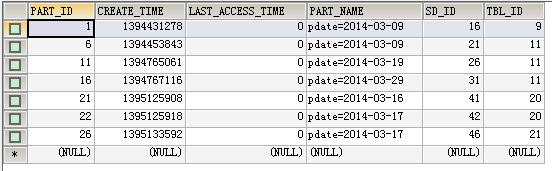 PART_ID CREATE_TIME LAST_ACCESS_TIME PART_NAME SD_ID TBL_ID
1 1394431278 0 pdate=2014-03-09 16 9
6 1394453843 0 pdate=2014-03-09 21 11
11 1394765061 0 pdate=2014-03-19 26 11
16 1394767116 0 pdate=2014-03-29 31 11
21 1395125908 0 pdate=2014-03-16 41 20
22 1395125918 0 pdate=2014-03-17 42 20
26 1395133592 0 pdate=2014-03-17 46 21
* (NULL) (NULL) (NULL) (NULL) (NULL) (NULL)